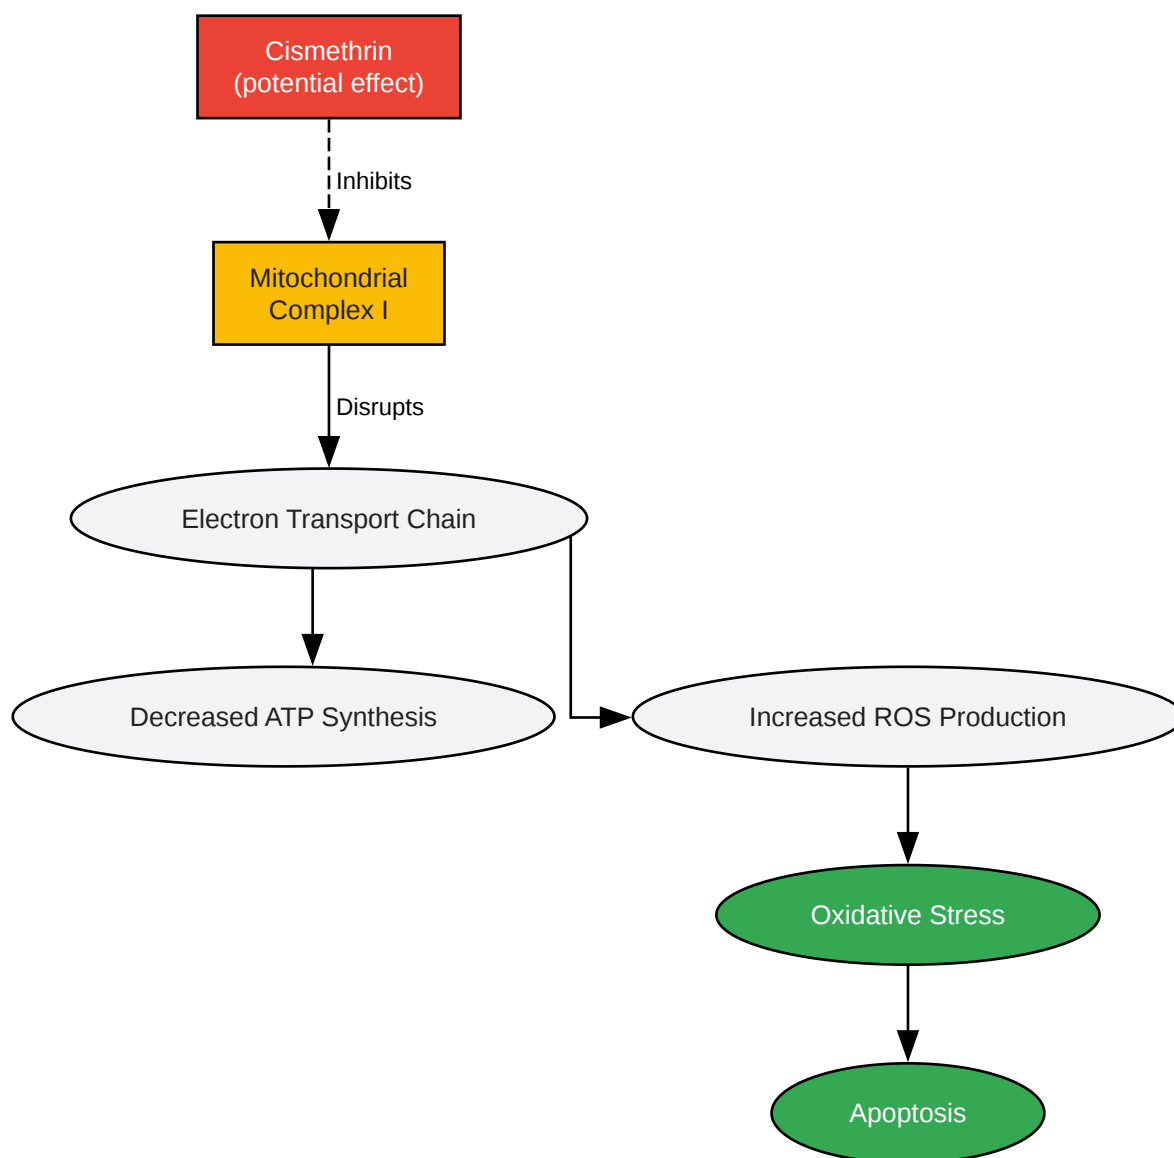 Cismethrin
(potential effect)
Inhibits
Mitochondrial
Complex I
Disrupts
Electron Transport Chain
Decreased ATP Synthesis
Increased ROS Production
Oxidative Stress
Apoptosis